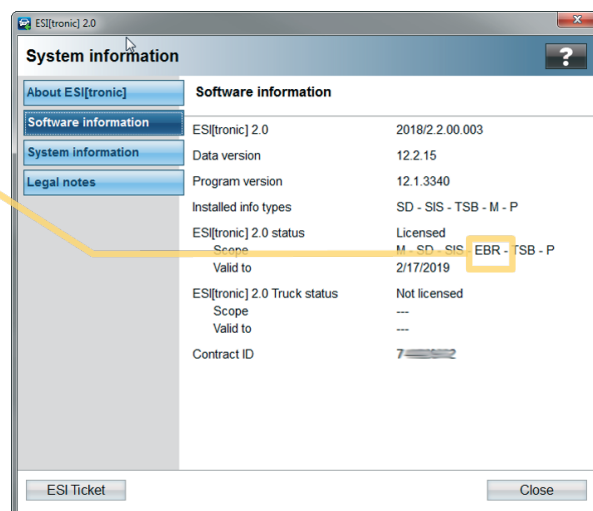 ESI[tronic] 2.0
System information
?
About ESI[tronic]
Software information
System information
Legal notes
Software information
ESI[tronic] 2.0 2018/2.2.00.003
Data version 12.2.15
Program version 12.1.3340
Installed info types SD - SIS - TSB - M - P
ESI[tronic] 2.0 status Licensed
Scope M - SD - SIS - EBR - TSB - P
Valid to 2/17/2019
ESI[tronic] 2.0 Truck status Not licensed
Scope ---
Valid to ---
Contract ID
ESI Ticket
Close